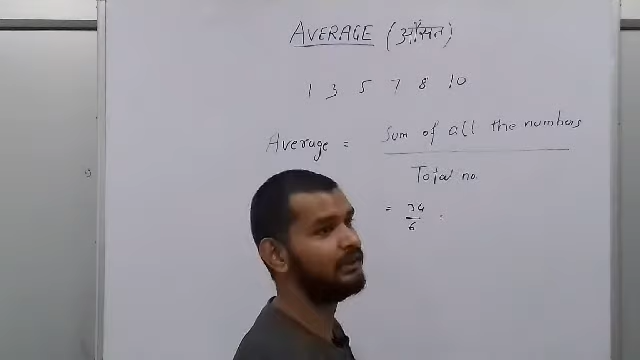 AVERAGE (औसत)
1 3 5 7 8 10
Average = Sum of all the numbers
Total no.
= 34
6